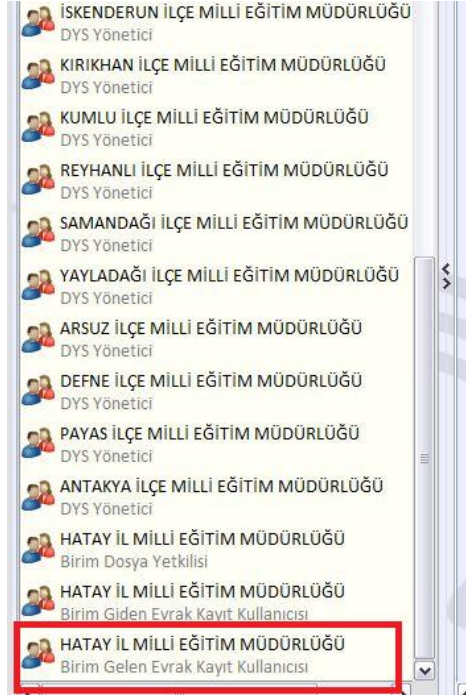 İSKENDERUN İLÇE MİLLİ EĞİTİM MÜDÜRLÜĞÜ
DYS Yönetici
KIRIKHAN İLÇE MİLLİ EĞİTİM MÜDÜRLÜĞÜ
DYS Yönetici
KUMLU İLÇE MİLLİ EĞİTİM MÜDÜRLÜĞÜ
DYS Yönetici
REYHANLI İLÇE MİLLİ EĞİTİM MÜDÜRLÜĞÜ
DYS Yönetici
SAMANDAĞI İLÇE MİLLİ EĞİTİM MÜDÜRLÜĞÜ
DYS Yönetici
YAYLADAĞI İLÇE MİLLİ EĞİTİM MÜDÜRLÜĞÜ
DYS Yönetici
ARSUZ İLÇE MİLLİ EĞİTİM MÜDÜRLÜĞÜ
DYS Yönetici
DEFNE İLÇE MİLLİ EĞİTİM MÜDÜRLÜĞÜ
DYS Yönetici
PAYAS İLÇE MİLLİ EĞİTİM MÜDÜRLÜĞÜ
DYS Yönetici
ANTAKYA İLÇE MİLLİ EĞİTİM MÜDÜRLÜĞÜ
DYS Yönetici
HATAY İL MİLLİ EĞİTİM MÜDÜRLÜĞÜ
Birim Dosya Yetkilisi
HATAY İL MİLLİ EĞİTİM MÜDÜRLÜĞÜ
Birim Giden Evrak Kayıt Kullanıcısı
HATAY İL MİLLİ EĞİTİM MÜDÜRLÜĞÜ
Birim Gelen Evrak Kayıt Kullanıcısı